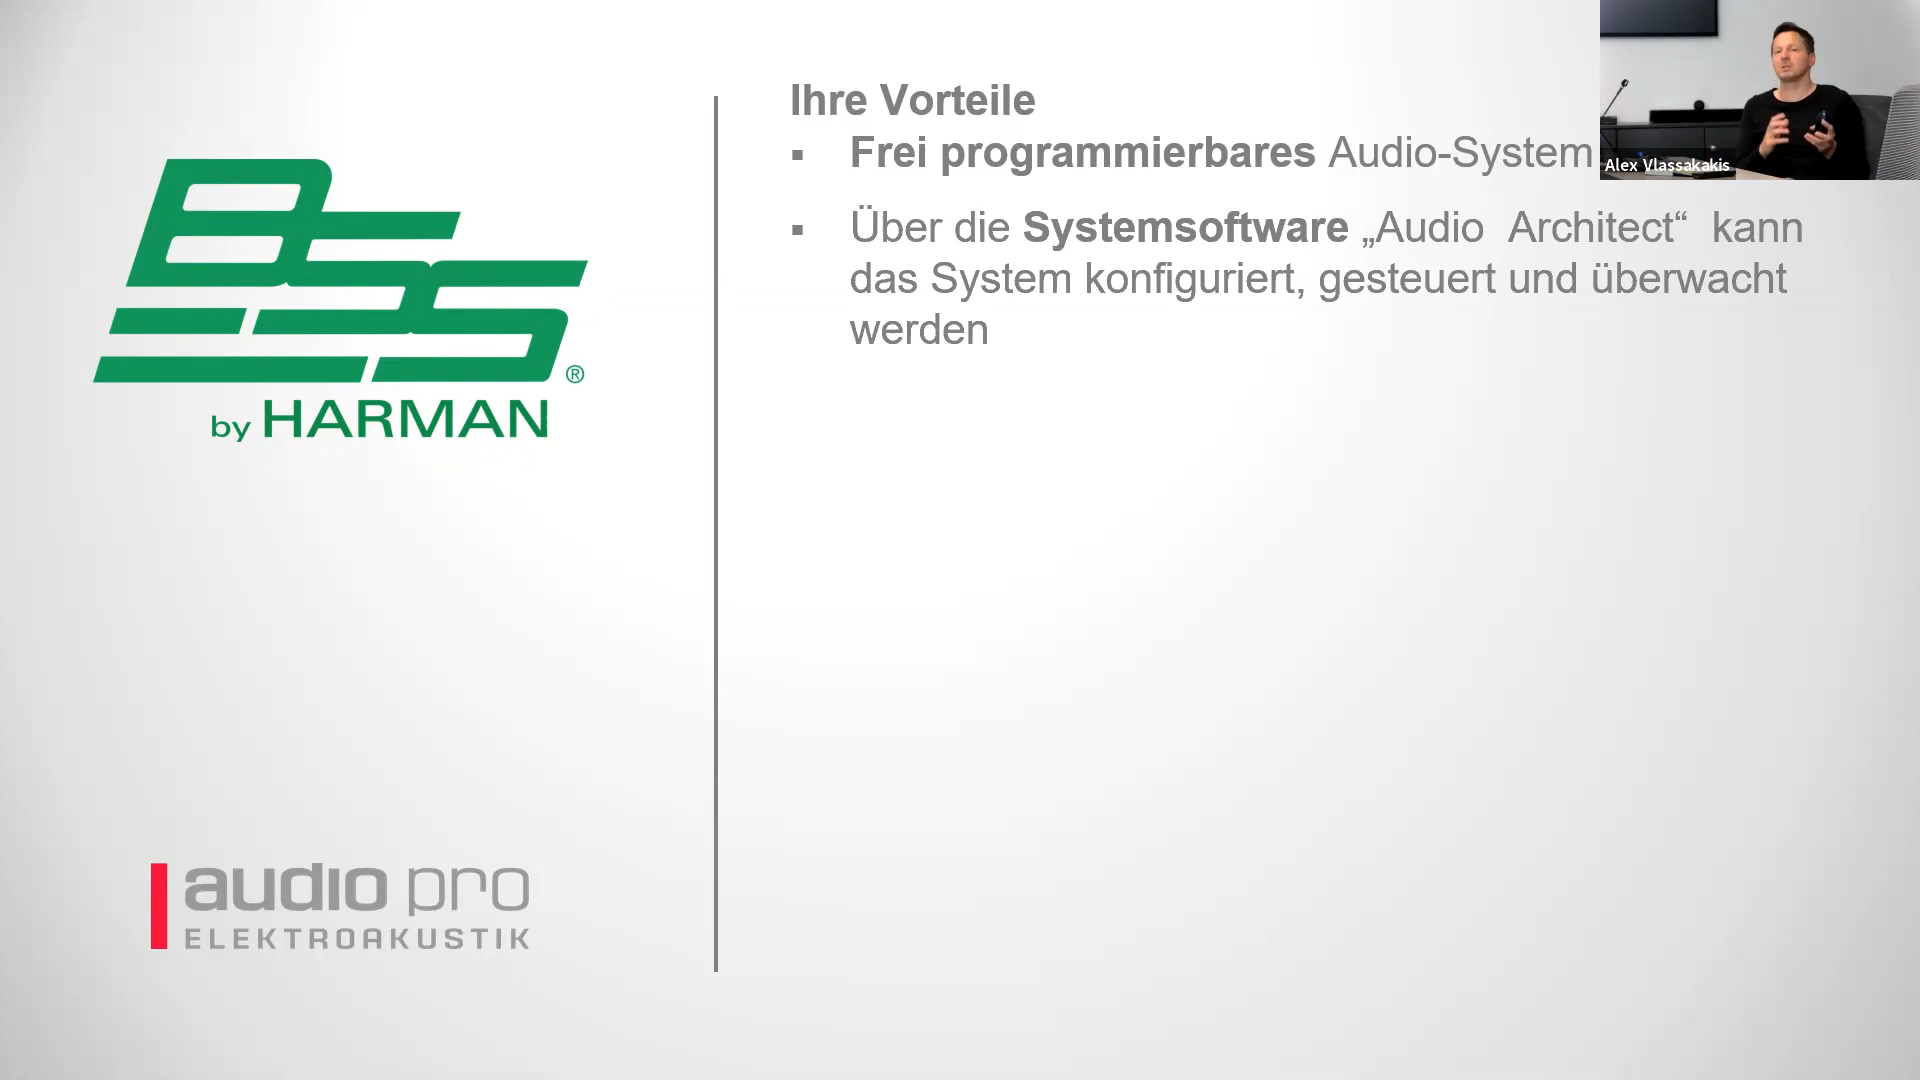 Ihre Vorteile
▪ Frei programmierbares Audio-System
▪ Über die Systemsoftware „Audio Architect“ kann
das System konfiguriert, gesteuert und überwacht
werden
BSS®
by HARMAN
audio pro
ELEKTROAKUSTIK
Alex Vlassakakis